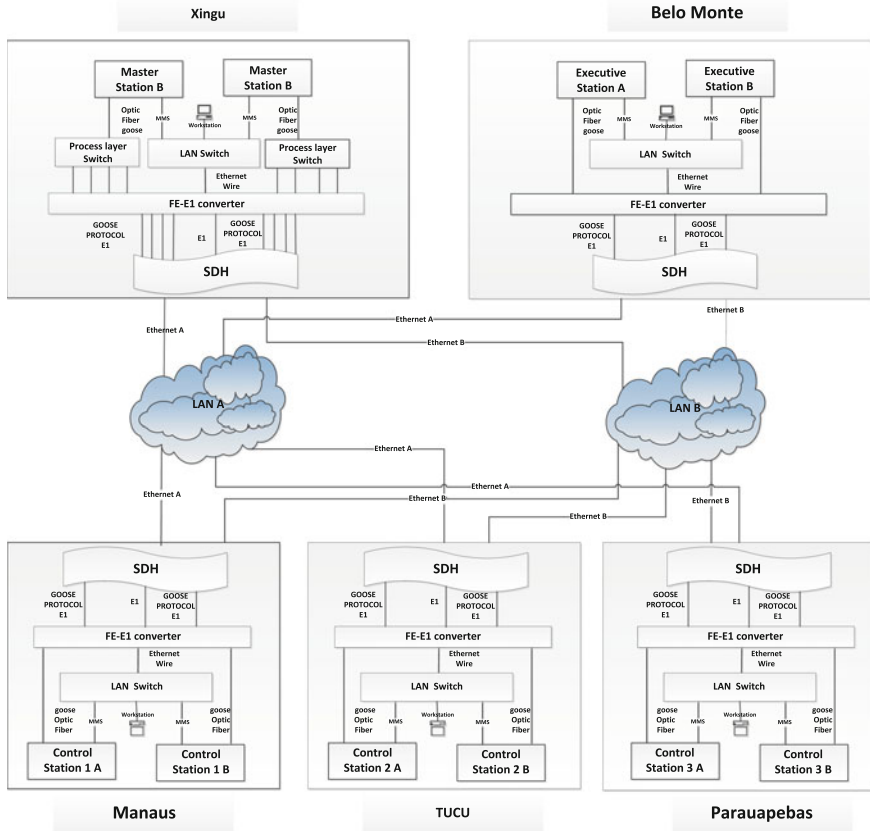 Xingu
Belo Monte
Master
Station B
Master
Station B
Optic
Fiber
goose
MMS
Workstation
MMS
Optic
Fiber
goose
Process layer
Switch
LAN Switch
Process layer
Switch
Ethernet
Wire
FE-E1 converter
GOOSE
PROTOCOL
E1
E1
GOOSE
PROTOCOL
E1
SDH
Executive
Station A
Executive
Station B
Optic
Fiber
goose
MMS
Workstation
MMS
Optic
Fiber
goose
LAN Switch
Ethernet
Wire
FE-E1 converter
GOOSE
PROTOCOL
E1
E1
GOOSE
PROTOCOL
E1
SDH
Ethernet A
Ethernet A
Ethernet B
Ethernet B
LAN A
LAN B
Ethernet A
Ethernet A
Ethernet A
Ethernet B
Ethernet B
Ethernet B
SDH
GOOSE
PROTOCOL
E1
E1
GOOSE
PROTOCOL
E1
FE-E1 converter
Ethernet
Wire
LAN Switch
goose
Optic
Fiber
MMS
Workstation
MMS
goose
Optic
Fiber
Control
Station 1 A
Control
Station 1 B
SDH
GOOSE
PROTOCOL
E1
E1
GOOSE
PROTOCOL
E1
FE-E1 converter
Ethernet
Wire
LAN Switch
goose
Optic
Fiber
MMS
Workstation
MMS
goose
Optic
Fiber
Control
Station 2 A
Control
Station 2 B
SDH
GOOSE
PROTOCOL
E1
E1
GOOSE
PROTOCOL
E1
FE-E1 converter
Ethernet
Wire
LAN Switch
goose
Optic
Fiber
MMS
Workstation
MMS
goose
Optic
Fiber
Control
Station 3 A
Control
Station 3 B
Manaus
TUCU
Parauapebas